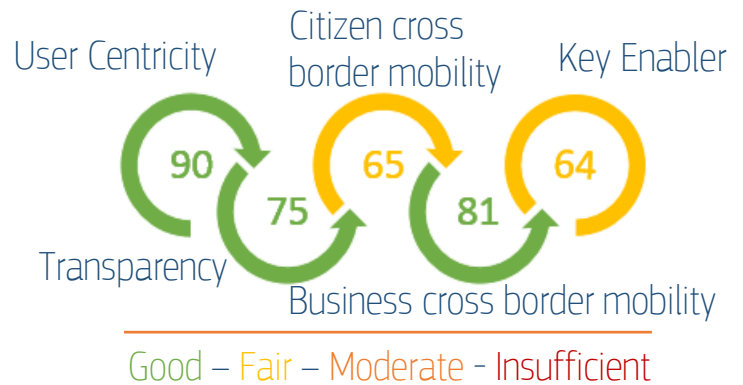 User Centricity
Citizen cross
border mobility
Key Enabler
90
75
65
81
64
Transparency
Business cross border mobility
Good – Fair – Moderate - Insufficient